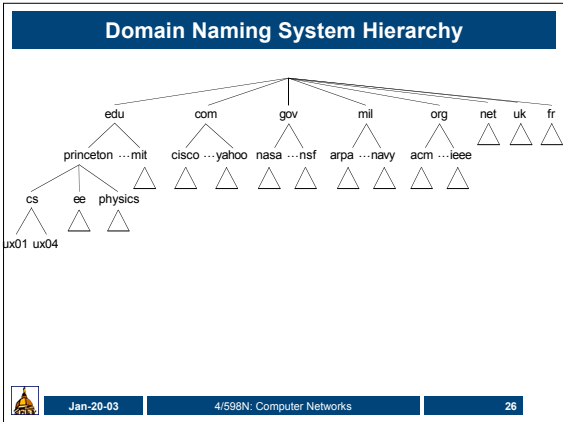 Domain Naming System Hierarchy
edu com gov mil org net uk fr
princeton ···mit cisco ···yahoo nasa ···nsf arpa ···navy acm ···ieee
cs ee physics
ux01 ux04
Jan-20-03 4/598N: Computer Networks 26